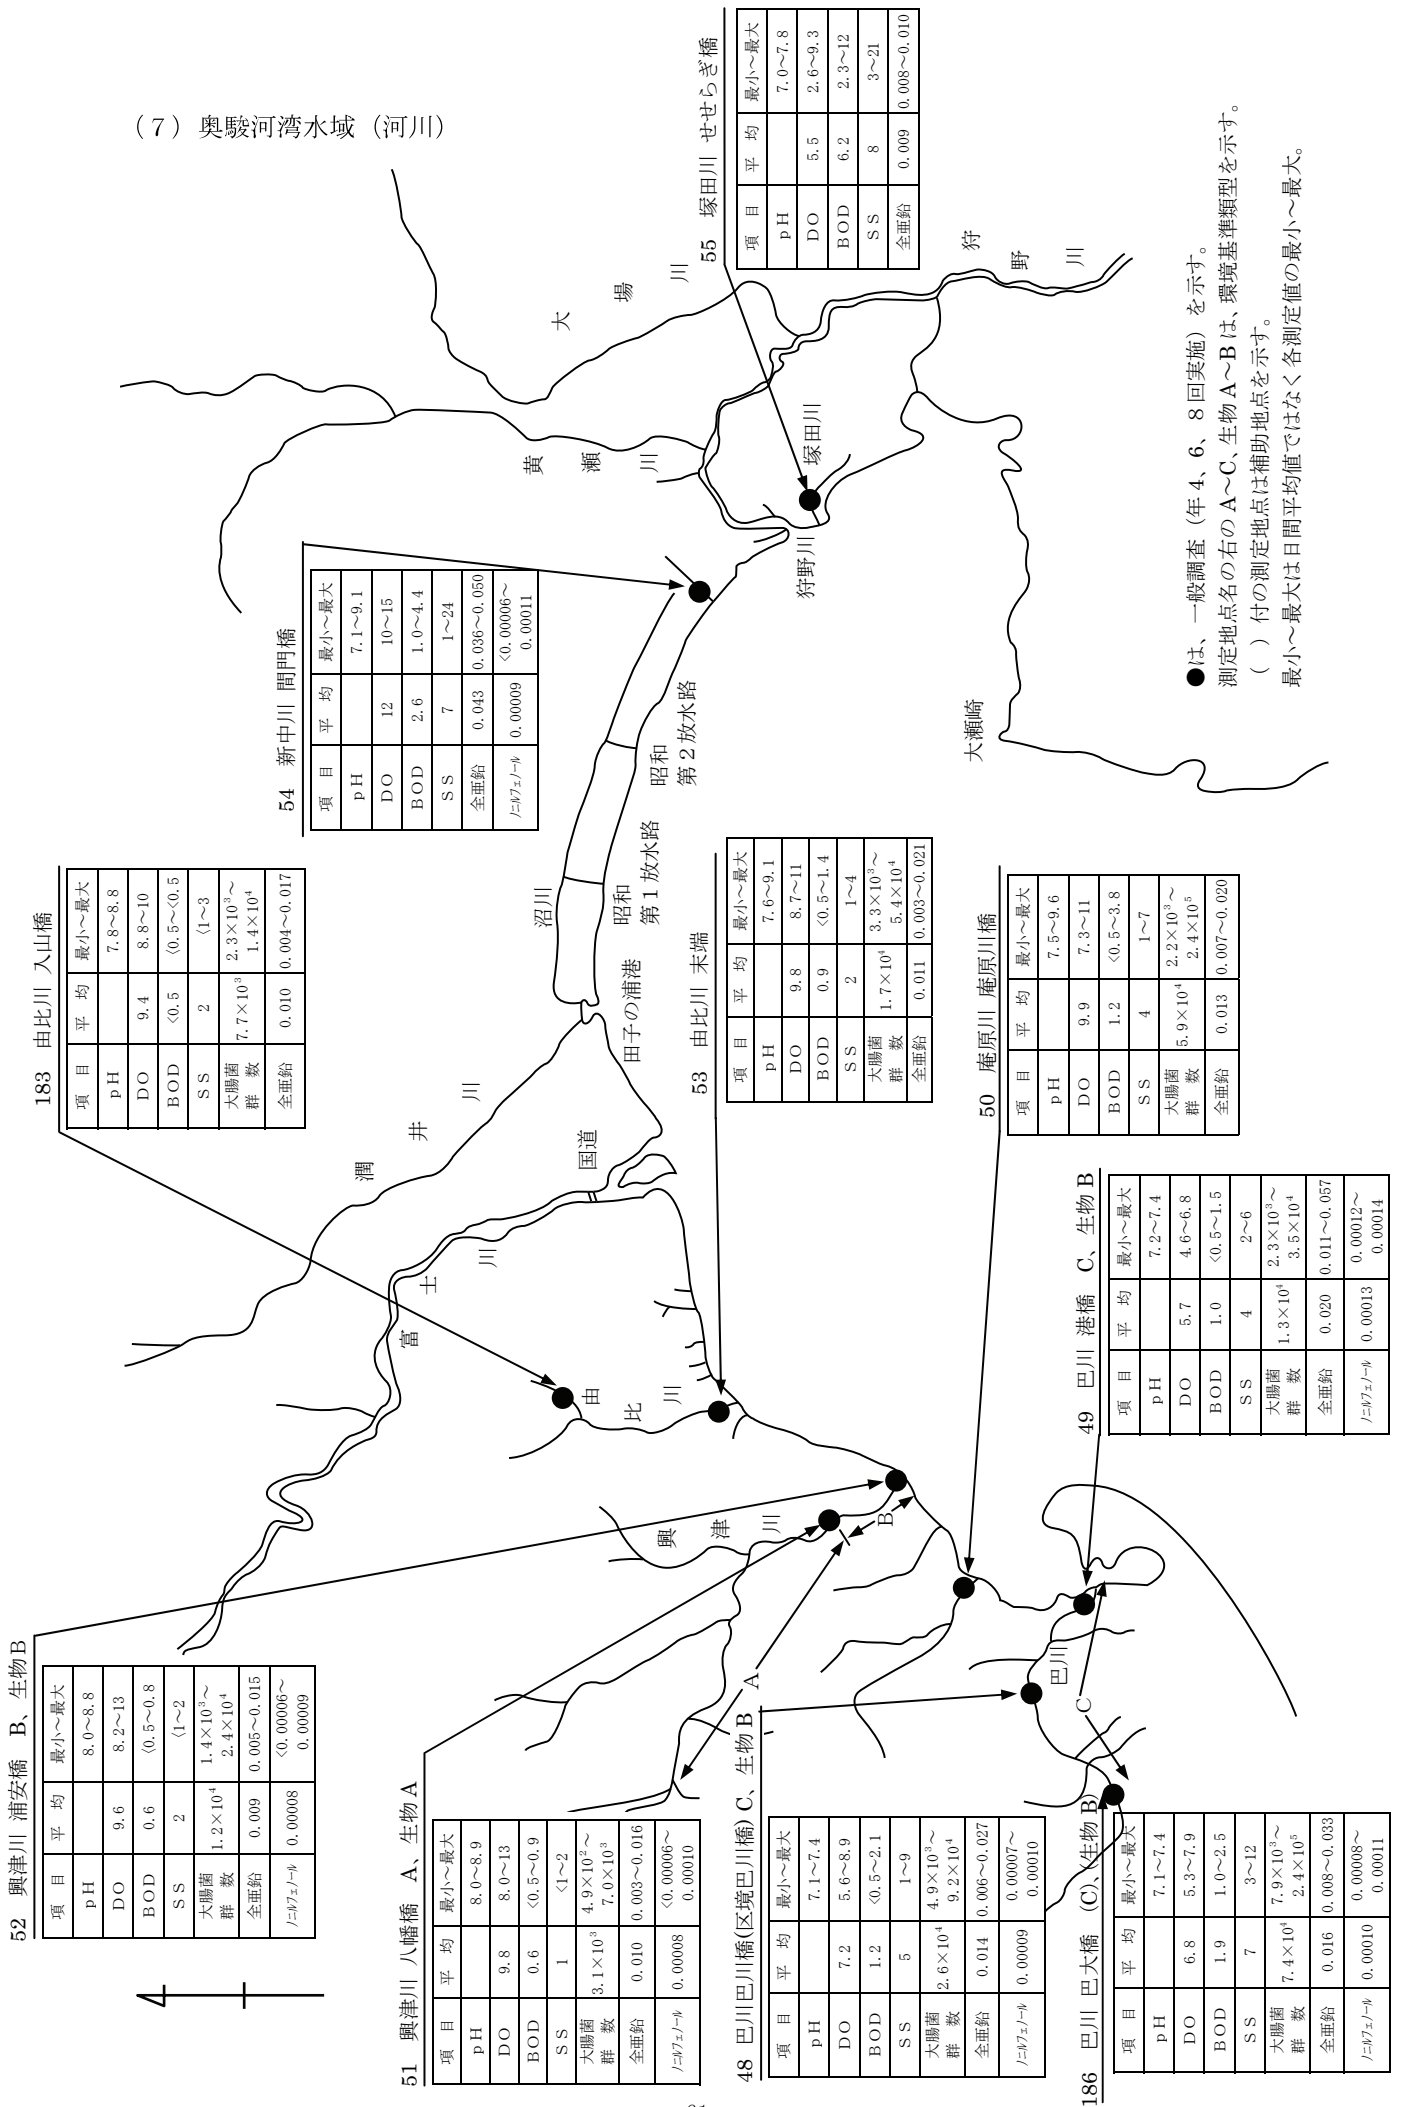 （７）奥駿河湾水域（河川）
183 由比川 入山橋
項 目 平 均 最小～最大
pH 7.8～8.8
DO 9.4 8.8～10
BOD <0.5 <0.5～<0.5
SS 2 <1～3
大腸菌群 数 7.7×10³ 2.3×10³～1.4×10⁴
全亜鉛 0.010 0.004～0.017
54 新中川 間門橋
項 目 平 均 最小～最大
pH 7.1～9.1
DO 12 10～15
BOD 2.6 1.0～4.4
SS 7 1～24
全亜鉛 0.043 0.036～0.050
ﾉﾆﾙﾌｪﾉｰﾙ 0.00009 <0.00006～0.00011
55 塚田川 せせらぎ橋
項 目 平 均 最小～最大
pH 7.0～7.8
DO 5.5 2.6～9.3
BOD 6.2 2.3～12
SS 8 3～21
全亜鉛 0.009 0.008～0.010
52 興津川 浦安橋 B、生物B
項 目 平 均 最小～最大
pH 8.0～8.8
DO 9.6 8.2～13
BOD 0.6 <0.5～0.8
SS 2 <1～2
大腸菌群 数 1.2×10⁴ 1.4×10³～2.4×10⁴
全亜鉛 0.009 0.005～0.015
ﾉﾆﾙﾌｪﾉｰﾙ 0.00008 <0.00006～0.00009
51 興津川 八幡橋 A、生物A
項 目 平 均 最小～最大
pH 8.0～8.9
DO 9.8 8.0～13
BOD 0.6 <0.5～0.9
SS 1 <1～2
大腸菌群 数 3.1×10³ 4.9×10²～7.0×10³
全亜鉛 0.010 0.003～0.016
ﾉﾆﾙﾌｪﾉｰﾙ 0.00008 <0.00006～0.00010
53 由比川 末端
項 目 平 均 最小～最大
pH 7.6～9.1
DO 9.8 8.7～11
BOD 0.9 <0.5～1.4
SS 2 1～4
大腸菌群 数 1.7×10⁴ 3.3×10³～5.4×10⁴
全亜鉛 0.011 0.003～0.021
48 巴川巴川橋(区境巴川橋) C、生物B
項 目 平 均 最小～最大
pH 7.1～7.4
DO 7.2 5.6～8.9
BOD 1.2 <0.5～2.1
SS 5 1～9
大腸菌群 数 2.6×10⁴ 4.9×10³～9.2×10⁴
全亜鉛 0.014 0.006～0.027
ﾉﾆﾙﾌｪﾉｰﾙ 0.00009 0.00007～0.00010
50 庵原川 庵原川橋
項 目 平 均 最小～最大
pH 7.5～9.6
DO 9.9 7.3～11
BOD 1.2 <0.5～3.8
SS 4 1～7
大腸菌群 数 5.9×10⁴ 2.2×10³～2.4×10⁵
全亜鉛 0.013 0.007～0.020
49 巴川 港橋 C、生物B
項 目 平 均 最小～最大
pH 7.2～7.4
DO 5.7 4.6～6.8
BOD 1.0 <0.5～1.5
SS 4 2～6
大腸菌群 数 1.3×10⁴ 2.3×10³～3.5×10⁴
全亜鉛 0.020 0.011～0.057
ﾉﾆﾙﾌｪﾉｰﾙ 0.00013 0.00012～0.00014
186 巴川 巴大橋 (C)、(生物B)
項 目 平 均 最小～最大
pH 7.1～7.4
DO 6.8 5.3～7.9
BOD 1.9 1.0～2.5
SS 7 3～12
大腸菌群 数 7.4×10⁴ 7.9×10³～2.4×10⁵
全亜鉛 0.016 0.008～0.033
ﾉﾆﾙﾌｪﾉｰﾙ 0.00010 0.00008～0.00011
大場川
黄瀬川
狩野川
塚田川
狩野川
大瀬崎
昭和
第２放水路
昭和
第１放水路
沼川
田子の浦港
潤井川
国道
富士川
由比川
興津川
巴川
A
B
C
●は、一般調査（年４、６、８回実施）を示す。
測定地点名の右のA～C、生物A～Bは、環境基準類型を示す。
（ ）付の測定地点は補助地点を示す。
最小～最大は日間平均値ではなく各測定値の最小～最大。